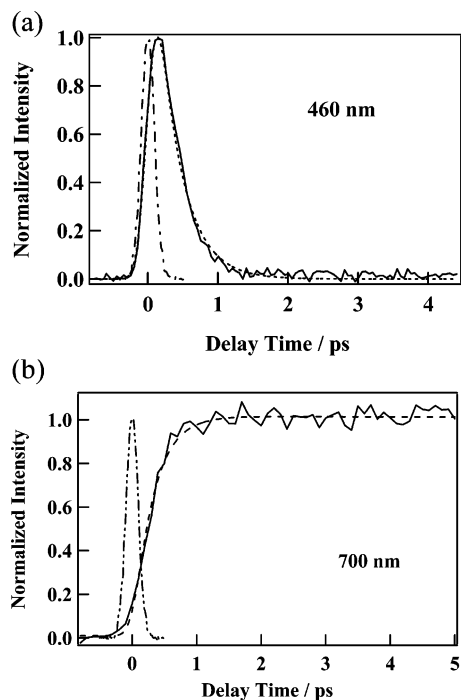 (a)
1.0
0.8
0.6
0.4
0.2
0.0
Normalized Intensity
460 nm
0 1 2 3 4
Delay Time / ps
(b)
1.0
0.8
0.6
0.4
0.2
0.0
Normalized Intensity
700 nm
0 1 2 3 4 5
Delay Time / ps